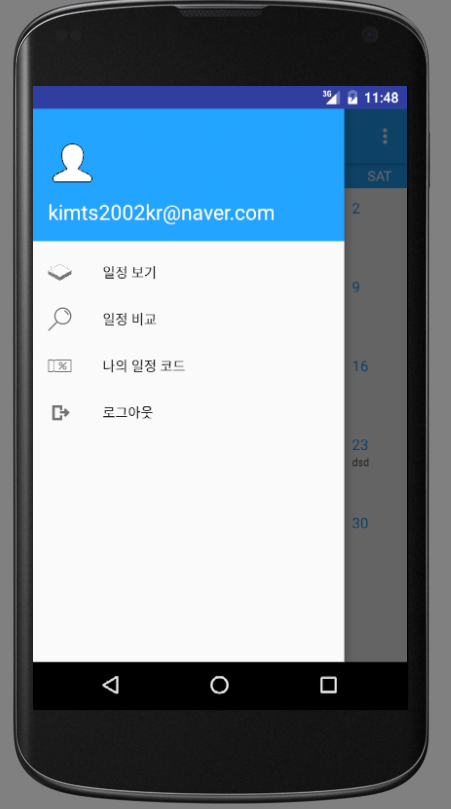 3G 11:48
kimts2002kr@naver.com
SAT
2
일정 보기
9
일정 비교
나의 일정 코드
%
16
로그아웃
23
dsd
30